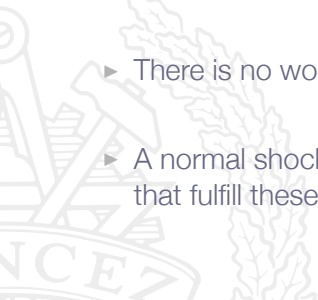 ► There is no wo
► A normal shock
that fulfill these
NCEZ